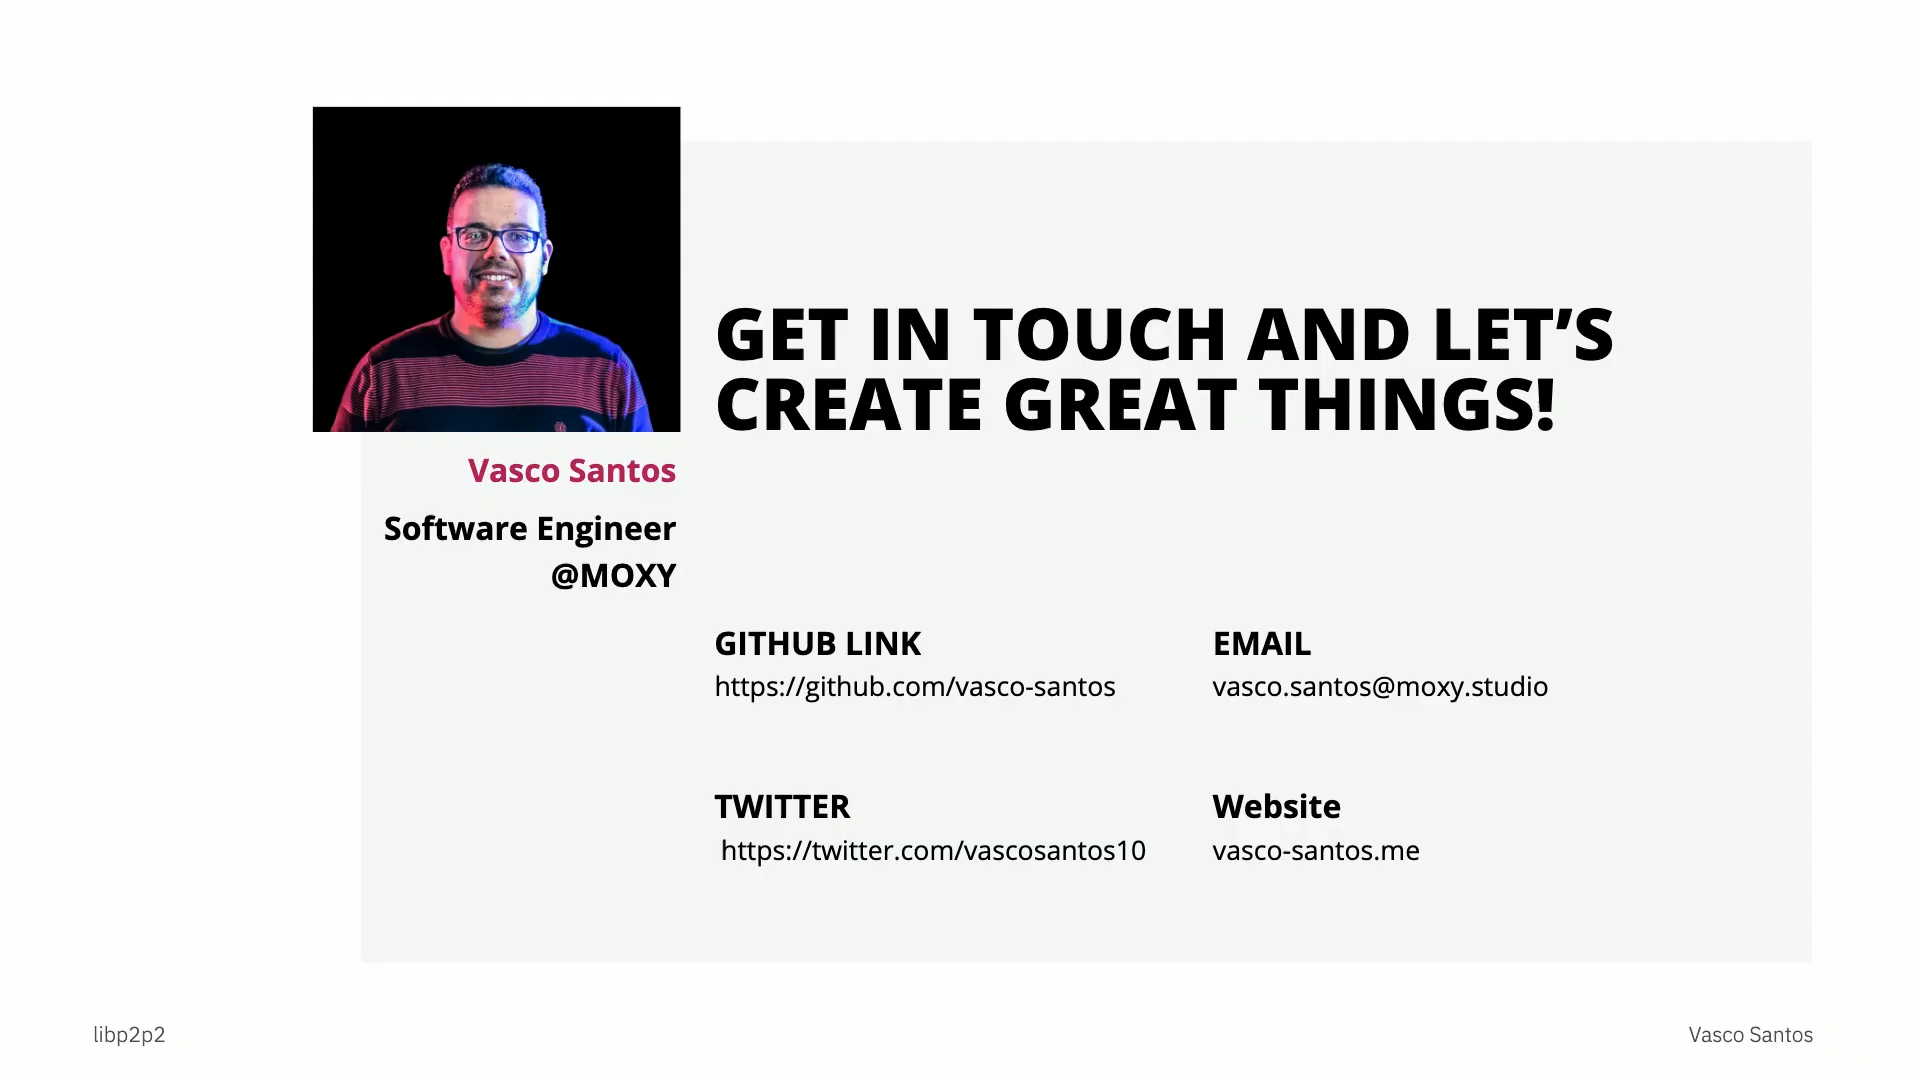 GET IN TOUCH AND LET’S
CREATE GREAT THINGS!
Vasco Santos
Software Engineer
@MOXY
GITHUB LINK
https://github.com/vasco-santos
EMAIL
vasco.santos@moxy.studio
TWITTER
https://twitter.com/vascosantos10
Website
vasco-santos.me
libp2p2
Vasco Santos